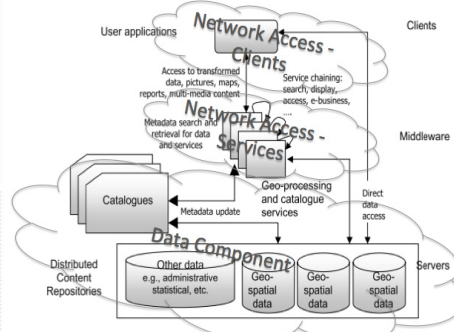 User applications
Network Access -
Clients
Clients
Access to transformed
data, pictures, maps,
reports, multi-media content
Service chaining:
search, display,
access, e-business,
....
Metadata search and
retrieval for data
and services
Network Access -
Services
Middleware
Geo-processing
and catalogue
services
Catalogues
Metadata update
Direct
data
access
Data Component
Distributed
Content
Repositories
Other data
e.g., administrative
statistical, etc.
Geo-
spatial
data
Geo-
spatial
data
Geo-
spatial
data
Servers